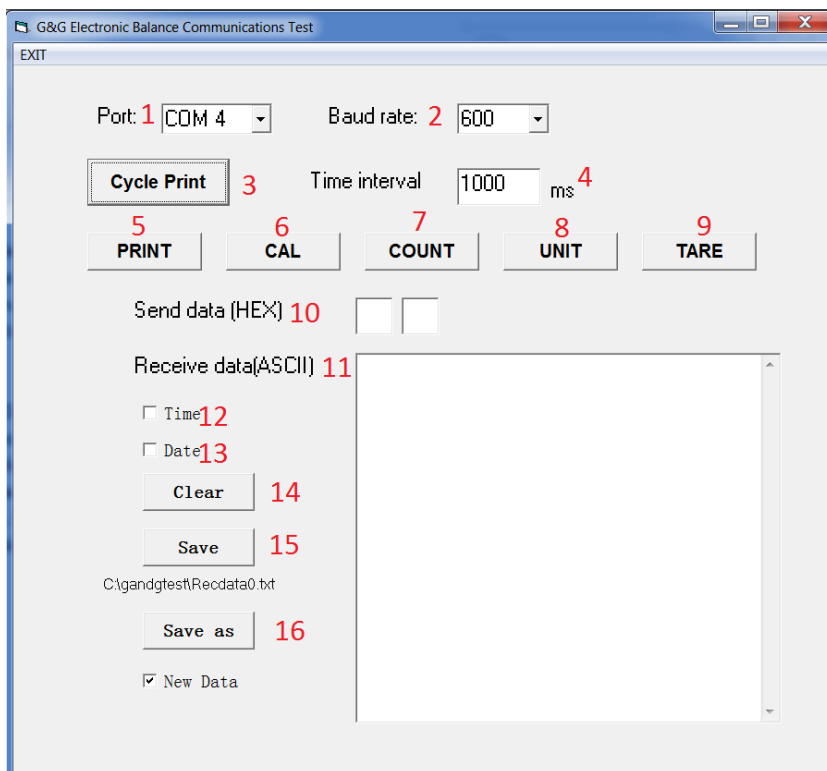 G&G Electronic Balance Communications Test
EXIT
Port: 1 COM 4 Baud rate: 2 600
Cycle Print 3 Time interval 1000 ms 4
5 6 7 8 9
PRINT CAL COUNT UNIT TARE
Send data (HEX) 10
Receive data(ASCII) 11
Time 12
Date 13
Clear 14
Save 15
C:\gandgtest\Recdata0.txt
Save as 16
New Data